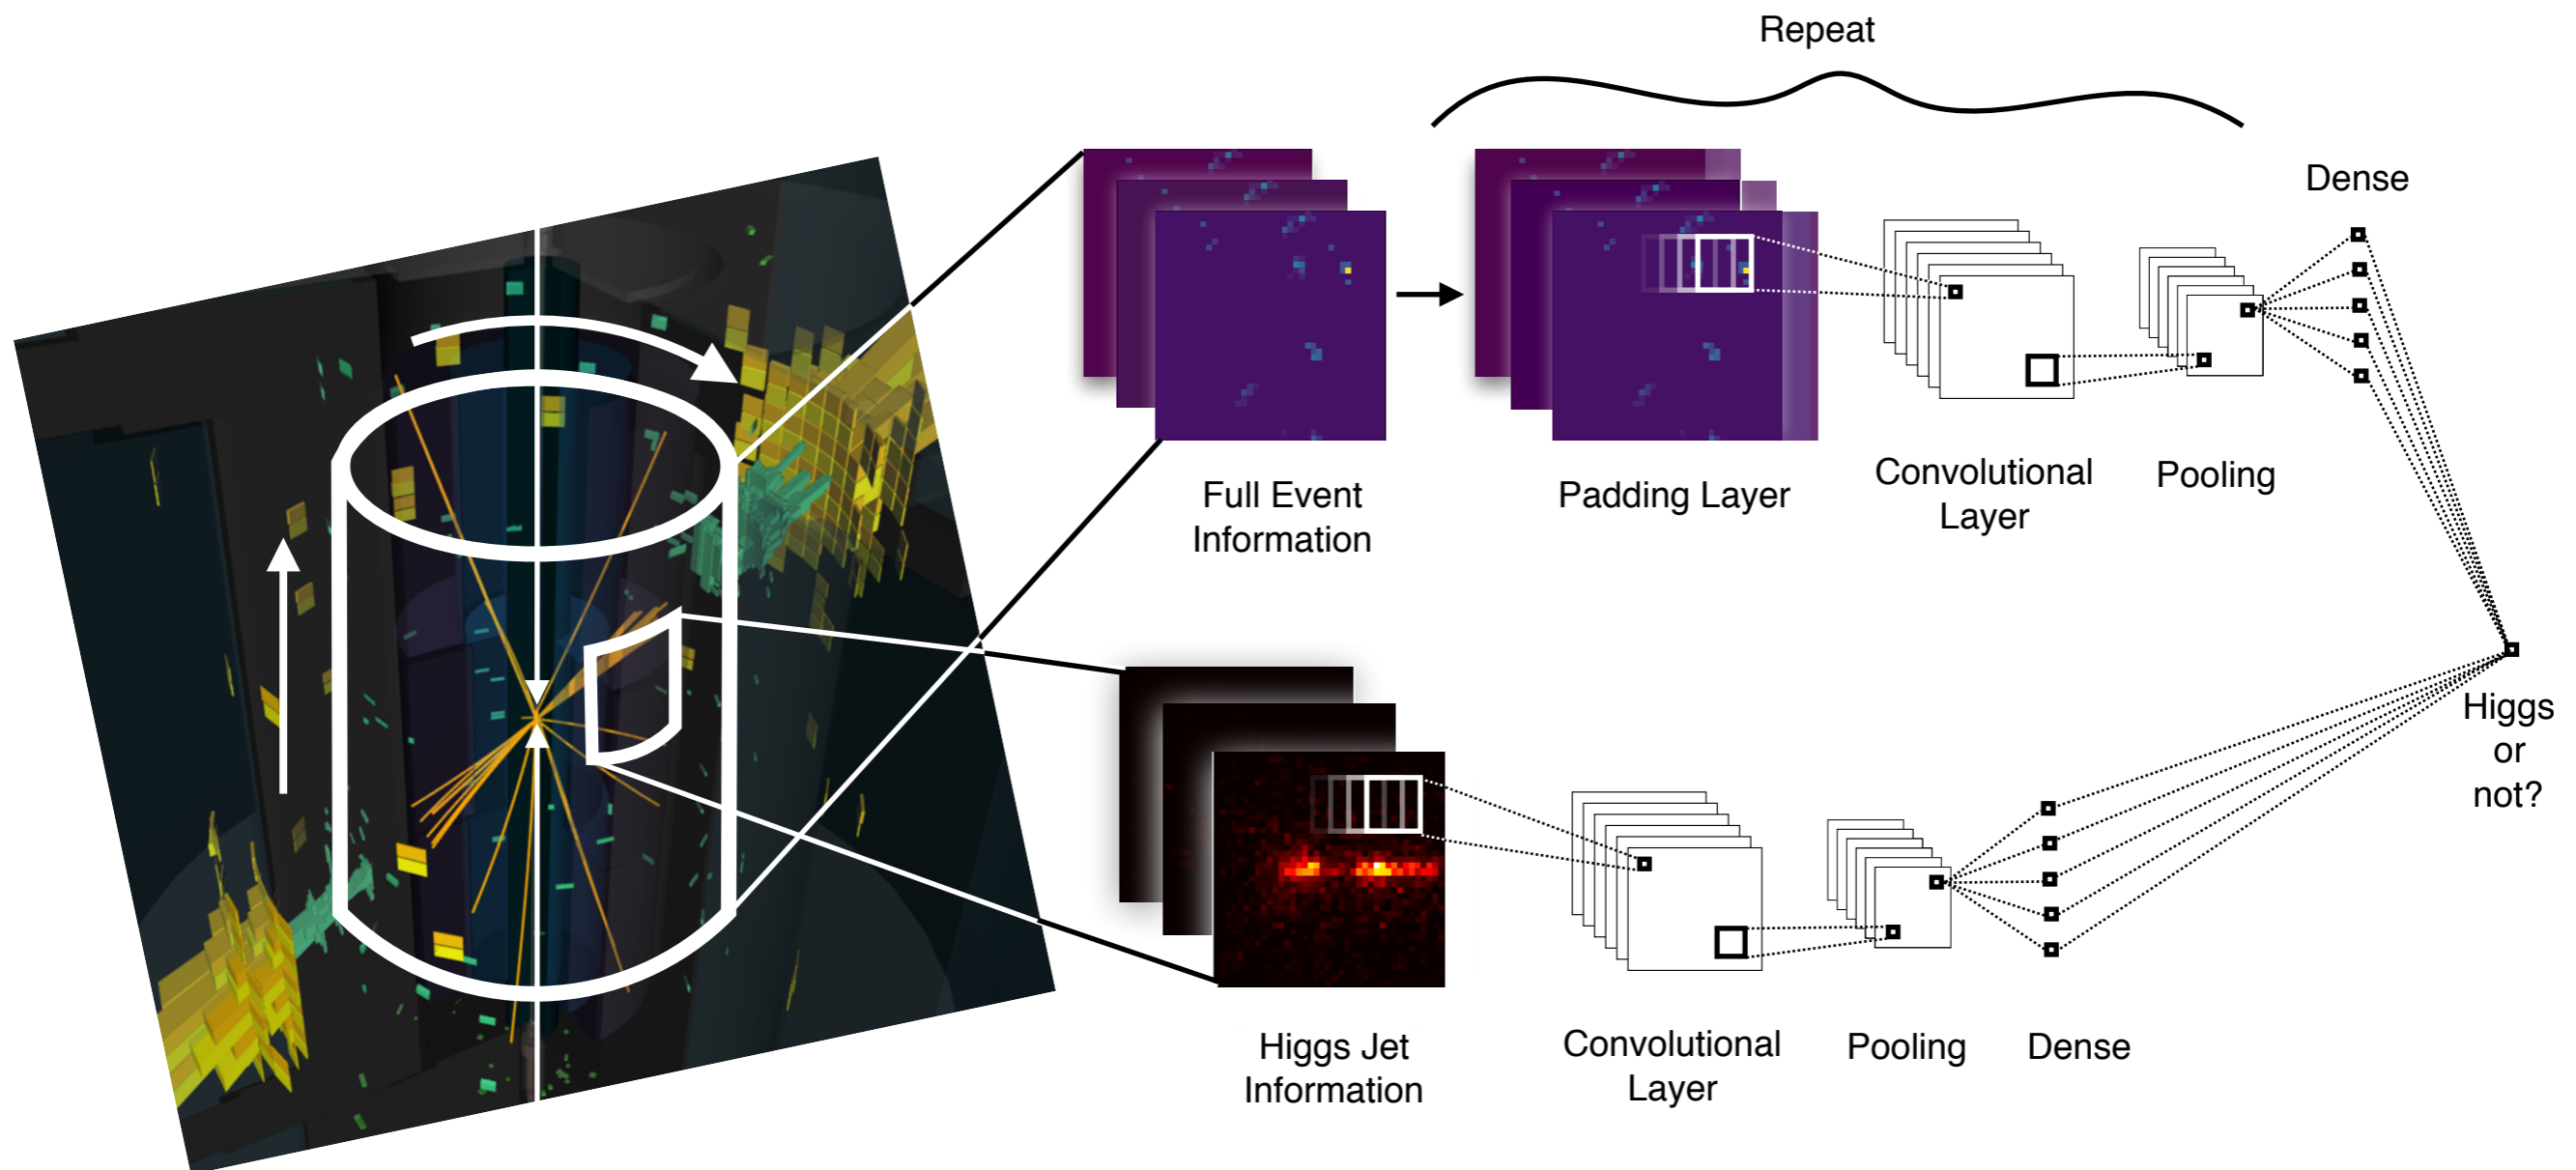 Repeat
Dense
Full Event
Information
Padding Layer
Convolutional
Layer
Pooling
Higgs
or
not?
Higgs Jet
Information
Convolutional
Layer
Pooling
Dense